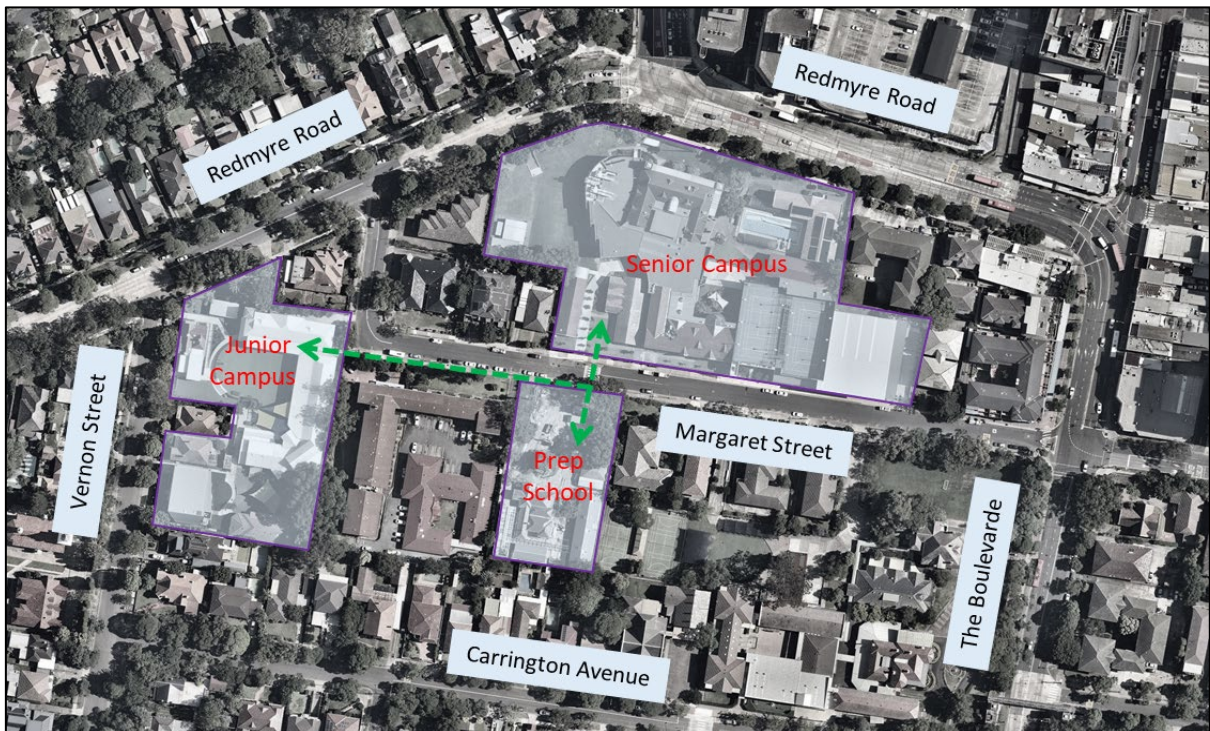 Redmyre Road
Redmyre Road
Senior Campus
Junior
Campus
Vernon Street
Margaret Street
Prep
School
The Boulevarde
Carrington Avenue